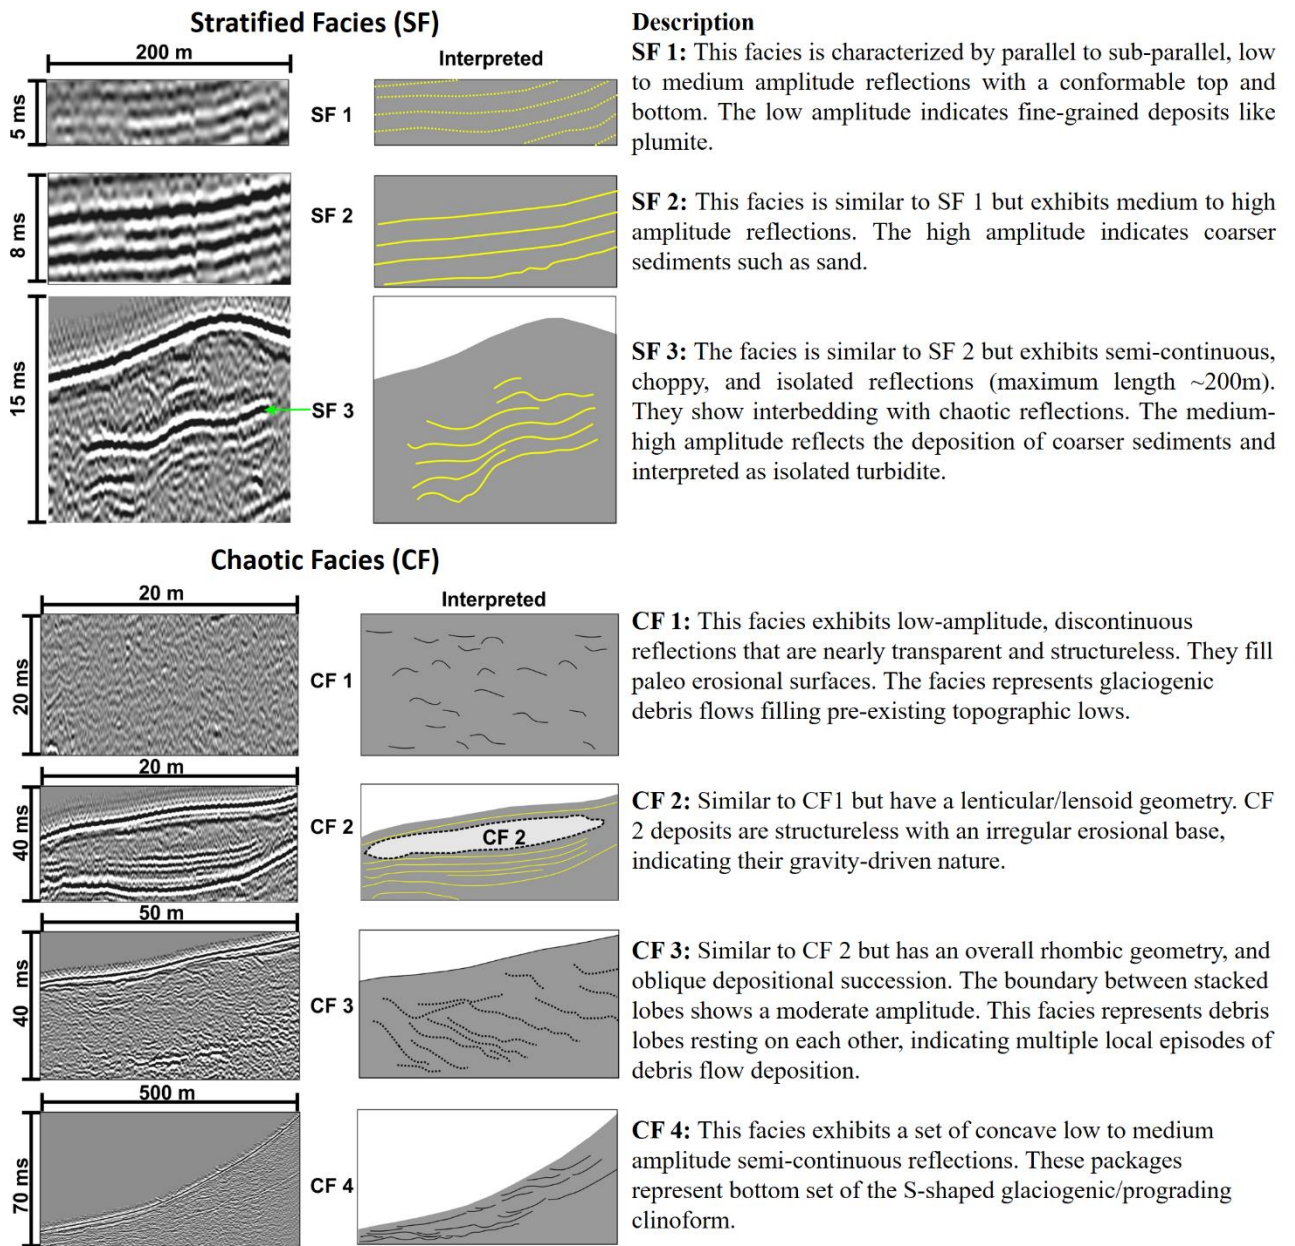 Stratified Facies (SF)
200 m
Interpreted
5 ms
SF 1
8 ms
SF 2
15 ms
SF 3
Description
SF 1: This facies is characterized by parallel to sub-parallel, low
to medium amplitude reflections with a conformable top and
bottom. The low amplitude indicates fine-grained deposits like
plumite.
SF 2: This facies is similar to SF 1 but exhibits medium to high
amplitude reflections. The high amplitude indicates coarser
sediments such as sand.
SF 3: The facies is similar to SF 2 but exhibits semi-continuous,
choppy, and isolated reflections (maximum length ~200m).
They show interbedding with chaotic reflections. The medium-
high amplitude reflects the deposition of coarser sediments and
interpreted as isolated turbidite.
Chaotic Facies (CF)
20 m
Interpreted
20 ms
CF 1
CF 1: This facies exhibits low-amplitude, discontinuous
reflections that are nearly transparent and structureless. They fill
paleo erosional surfaces. The facies represents glaciogenic
debris flows filling pre-existing topographic lows.
20 m
40 ms
CF 2
CF 2
CF 2: Similar to CF1 but have a lenticular/lensoid geometry. CF
2 deposits are structureless with an irregular erosional base,
indicating their gravity-driven nature.
50 m
40 ms
CF 3
CF 3: Similar to CF 2 but has an overall rhombic geometry, and
oblique depositional succession. The boundary between stacked
lobes shows a moderate amplitude. This facies represents debris
lobes resting on each other, indicating multiple local episodes of
debris flow deposition.
500 m
70 ms
CF 4
CF 4: This facies exhibits a set of concave low to medium
amplitude semi-continuous reflections. These packages
represent bottom set of the S-shaped glaciogenic/prograding
clinoform.